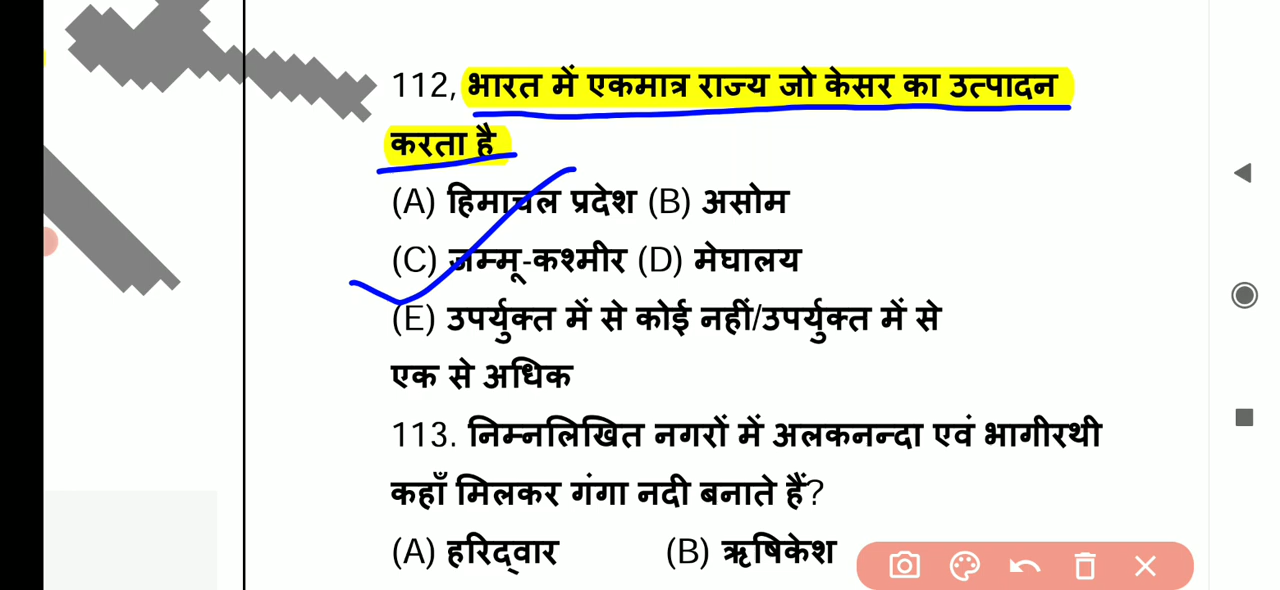 112, भारत में एकमात्र राज्य जो केसर का उत्पादन
करता है
(A) हिमाचल प्रदेश (B) असोम
(C) जम्मू-कश्मीर (D) मेघालय
(E) उपर्युक्त में से कोई नहीं/उपर्युक्त में से
एक से अधिक
113. निम्नलिखित नगरों में अलकनन्दा एवं भागीरथी
कहाँ मिलकर गंगा नदी बनाते हैं?
(A) हरिद्वार (B) ऋषिकेश